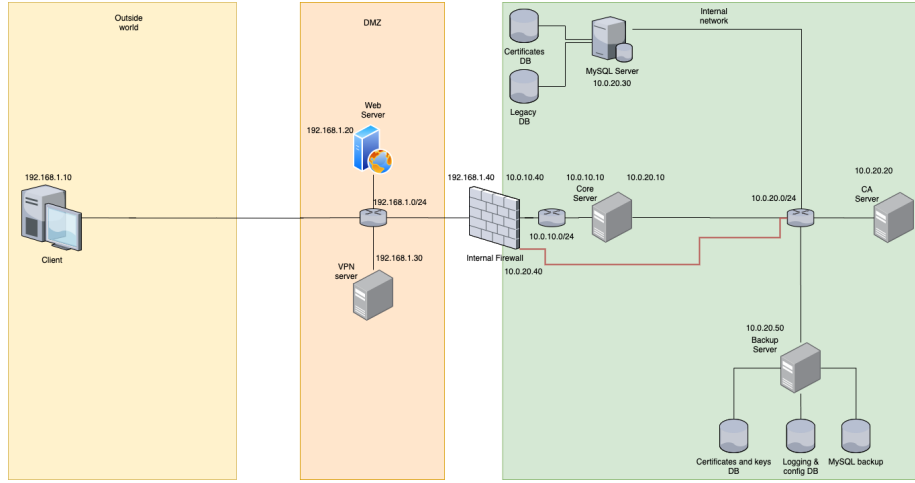 Outside
world
DMZ
Internal
network
Certificates
DB
MySQL Server
10.0.20.30
Legacy
DB
Web
Server
192.168.1.20
192.168.1.10
Client
192.168.1.0/24
VPN
server
192.168.1.30
192.168.1.40
Internal Firewall
10.0.10.40
10.0.20.40
10.0.10.0/24
10.0.10.10
Core
Server
10.0.20.10
10.0.20.0/24
10.0.20.20
CA
Server
10.0.20.50
Backup
Server
Certificates and keys
DB
Logging &
config DB
MySQL backup